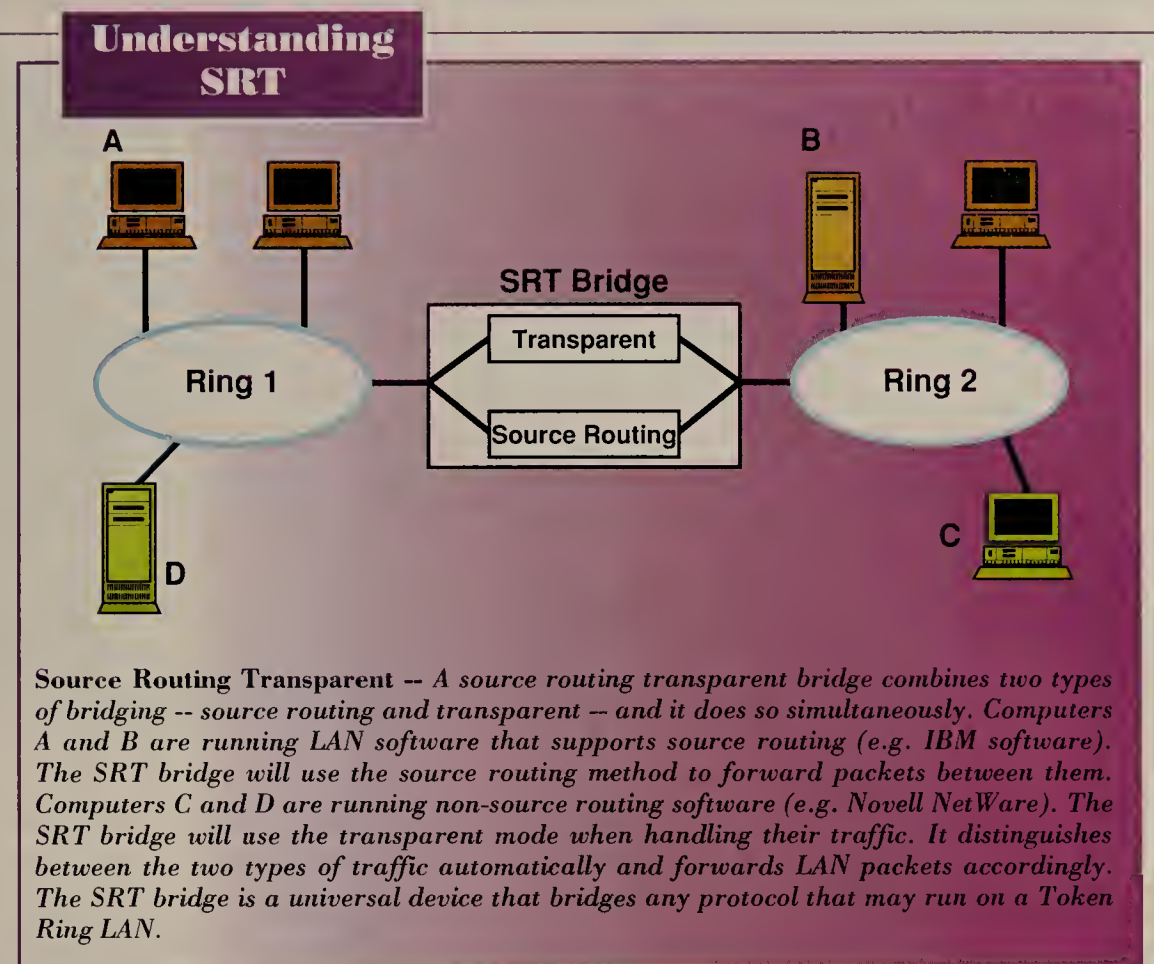 Understanding
SRT
A
B
SRT Bridge
Transparent
Ring 1
Ring 2
Source Routing
C
D
Source Routing Transparent -- A source routing transparent bridge combines two types
of bridging -- source routing and transparent -- and it does so simultaneously. Computers
A and B are running LAN software that supports source routing (e.g. IBM software).
The SRT bridge will use the source routing method to forward packets between them.
Computers C and D are running non-source routing software (e.g. Novell NetWare). The
SRT bridge will use the transparent mode when handling their traffic. It distinguishes
between the two types of traffic automatically and forwards LAN packets accordingly.
The SRT bridge is a universal device that bridges any protocol that may run on a Token
Ring LAN.